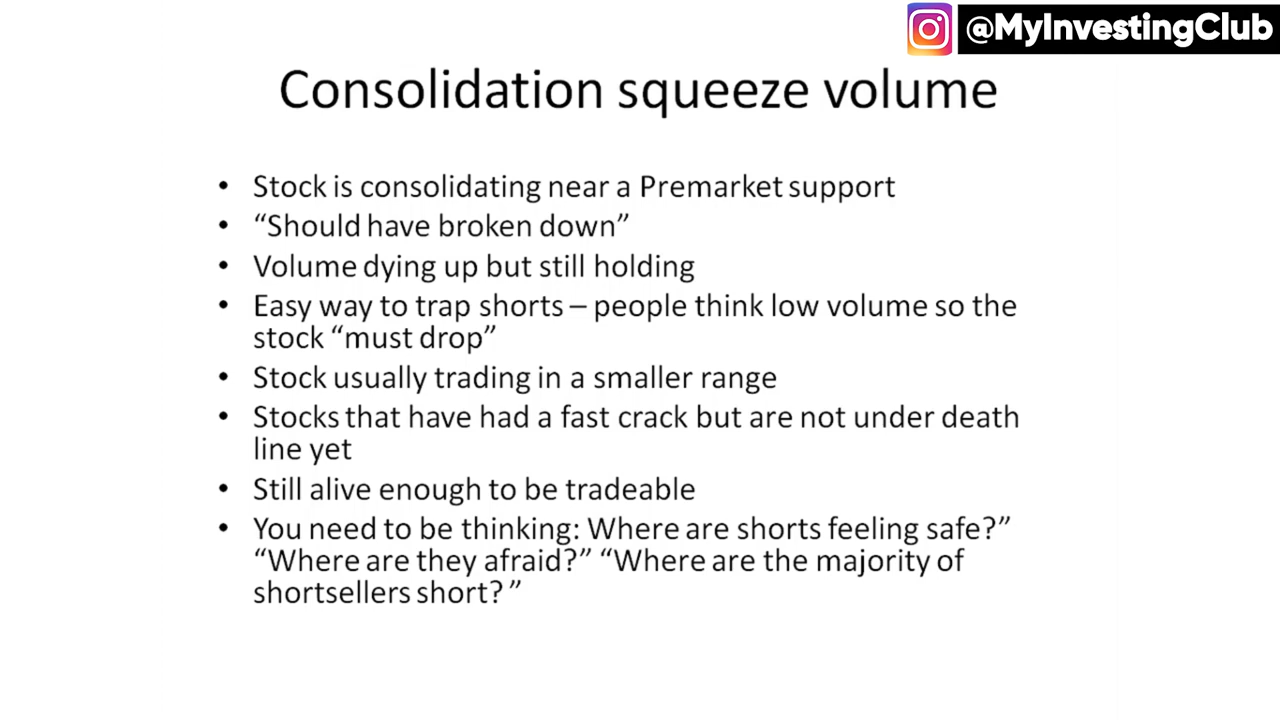 @MyInvestingClub
Consolidation squeeze volume
• Stock is consolidating near a Premarket support
• “Should have broken down”
• Volume dying up but still holding
• Easy way to trap shorts – people think low volume so the
stock “must drop”
• Stock usually trading in a smaller range
• Stocks that have had a fast crack but are not under death
line yet
• Still alive enough to be tradeable
• You need to be thinking: Where are shorts feeling safe?”
“Where are they afraid?” “Where are the majority of
shortsellers short? ”